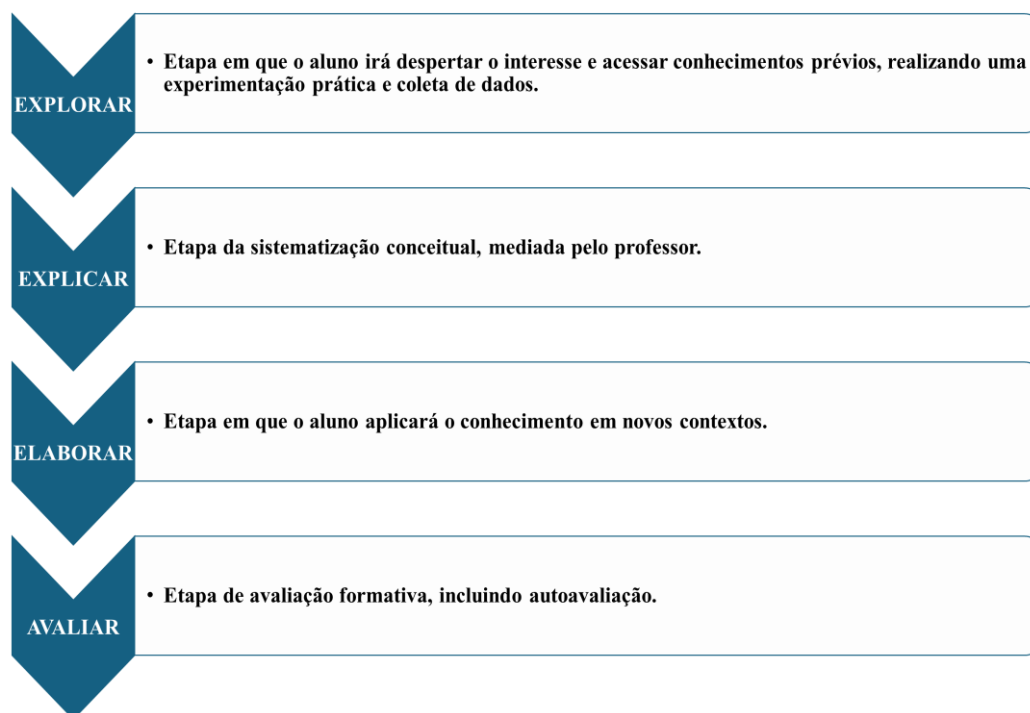 EXPLORAR
• Etapa em que o aluno irá despertar o interesse e acessar conhecimentos prévios, realizando uma
experimentação prática e coleta de dados.
EXPLICAR
• Etapa da sistematização conceitual, mediada pelo professor.
ELABORAR
• Etapa em que o aluno aplicará o conhecimento em novos contextos.
AVALIAR
• Etapa de avaliação formativa, incluindo autoavaliação.